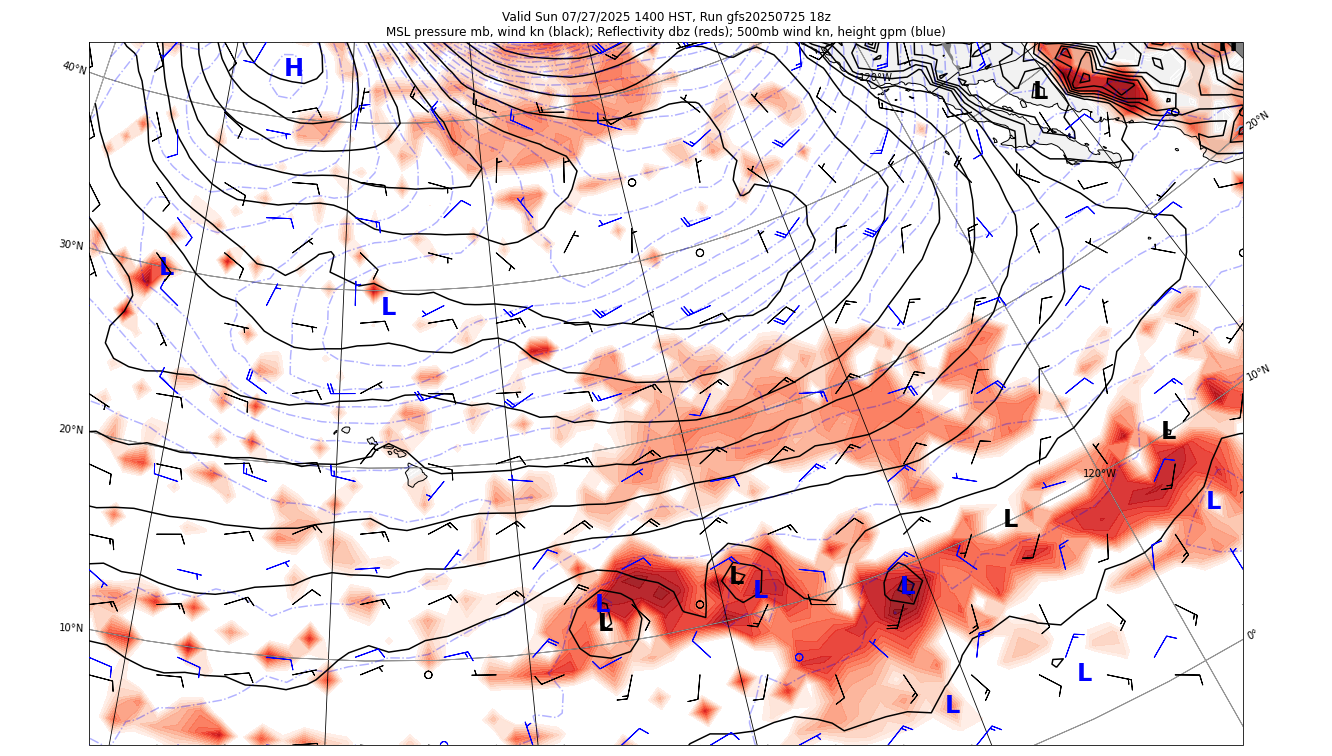 Valid Sun 07/27/2025 1400 HST, Run gfs20250725 18z
MSL pressure mb, wind kn (black); Reflectivity dbz (reds); 500mb wind kn, height gpm (blue)
H
40°N
120°W
L
20°N
30°N
L
L
10°N
20°N
L
120°W
L
L
L
L
L
L
L
10°N
L
0°
L
L